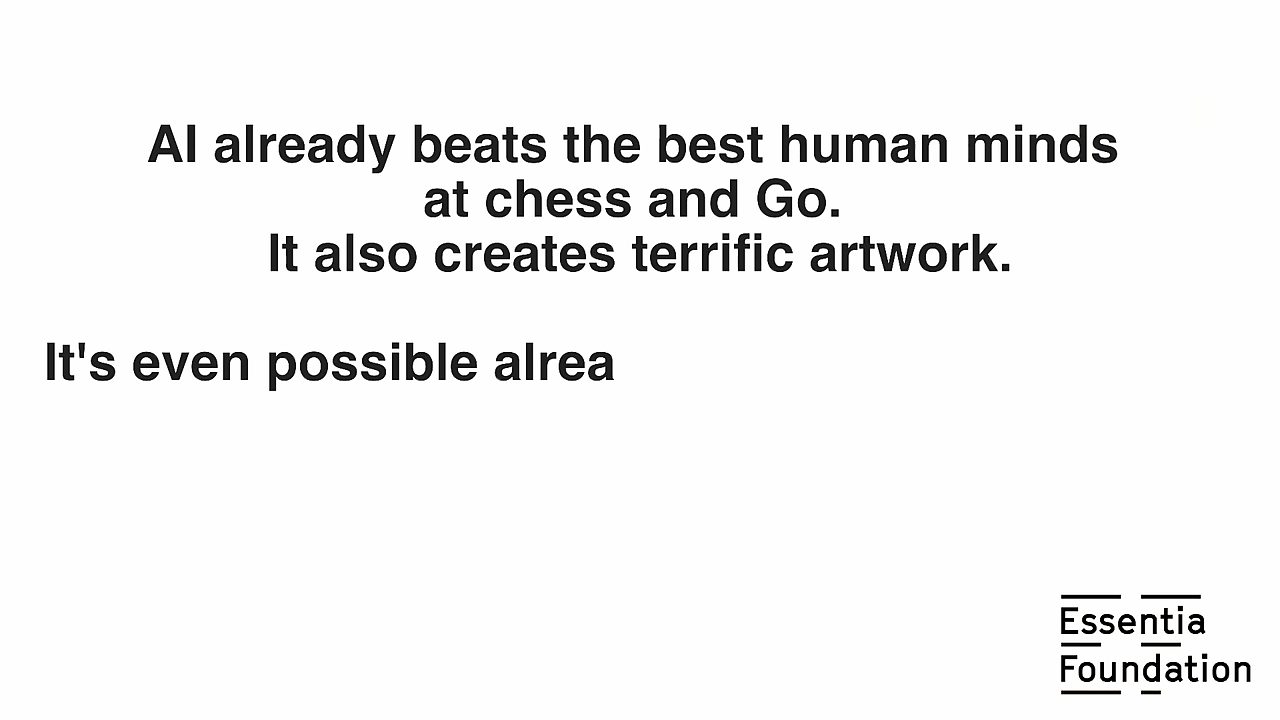 AI already beats the best human minds
at chess and Go.
It also creates terrific artwork.
It's even possible alrea
Essentia
Foundation